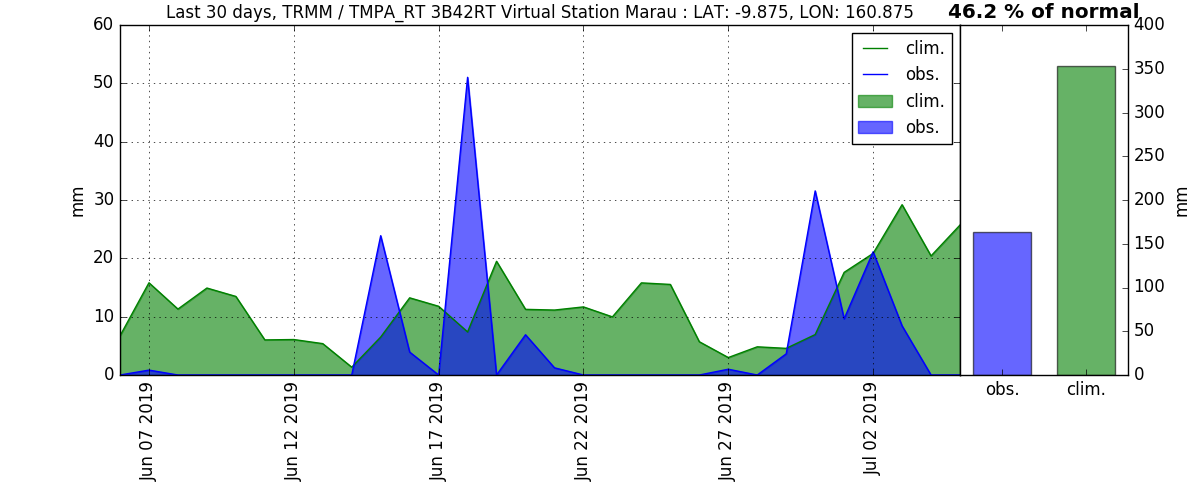 Last 30 days, TRMM / TMPA_RT 3B42RT Virtual Station Marau : LAT: -9.875, LON: 160.875
46.2 % of normal
60
50
40
30
20
10
0
mm
clim.
obs.
clim.
obs.
Jun 07 2019
Jun 12 2019
Jun 17 2019
Jun 22 2019
Jun 27 2019
Jul 02 2019
400
350
300
250
200
150
100
50
0
mm
obs.
clim.